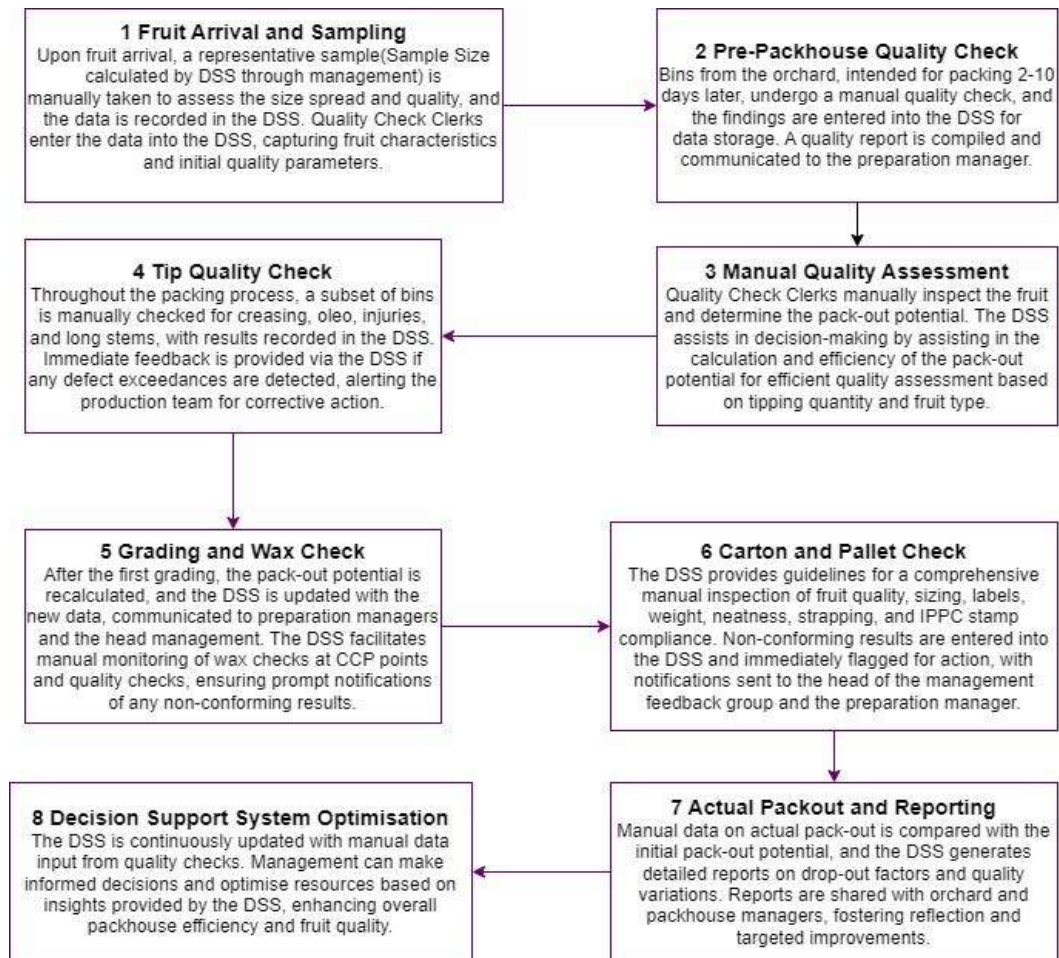 1 Fruit Arrival and Sampling
Upon fruit arrival, a representative sample(Sample Size
calculated by DSS through management) is
manually taken to assess the size spread and quality, and
the data is recorded in the DSS. Quality Check Clerks
enter the data into the DSS, capturing fruit characteristics
and initial quality parameters.
2 Pre-Packhouse Quality Check
Bins from the orchard, intended for packing 2-10
days later, undergo a manual quality check, and
the findings are entered into the DSS for
data storage. A quality report is compiled and
communicated to the preparation manager.
3 Manual Quality Assessment
Quality Check Clerks manually inspect the fruit
and determine the pack-out potential. The DSS
assists in decision-making by assisting in the
calculation and efficiency of the pack-out
potential for efficient quality assessment based
on tipping quantity and fruit type.
4 Tip Quality Check
Throughout the packing process, a subset of bins
is manually checked for creasing, oleo, injuries,
and long stems, with results recorded in the DSS.
Immediate feedback is provided via the DSS if
any defect exceedances are detected, alerting the
production team for corrective action.
5 Grading and Wax Check
After the first grading, the pack-out potential is
recalculated, and the DSS is updated with the
new data, communicated to preparation managers
and the head management. The DSS facilitates
manual monitoring of wax checks at CCP points
and quality checks, ensuring prompt notifications
of any non-conforming results.
6 Carton and Pallet Check
The DSS provides guidelines for a comprehensive
manual inspection of fruit quality, sizing, labels,
weight, neatness, strapping, and IPPC stamp
compliance. Non-conforming results are entered into
the DSS and immediately flagged for action, with
notifications sent to the head of the management
feedback group and the preparation manager.
7 Actual Packout and Reporting
Manual data on actual pack-out is compared with the
initial pack-out potential, and the DSS generates
detailed reports on drop-out factors and quality
variations. Reports are shared with orchard and
packhouse managers, fostering reflection and
targeted improvements.
8 Decision Support System Optimisation
The DSS is continuously updated with manual data
input from quality checks. Management can make
informed decisions and optimise resources based on
insights provided by the DSS, enhancing overall
packhouse efficiency and fruit quality.